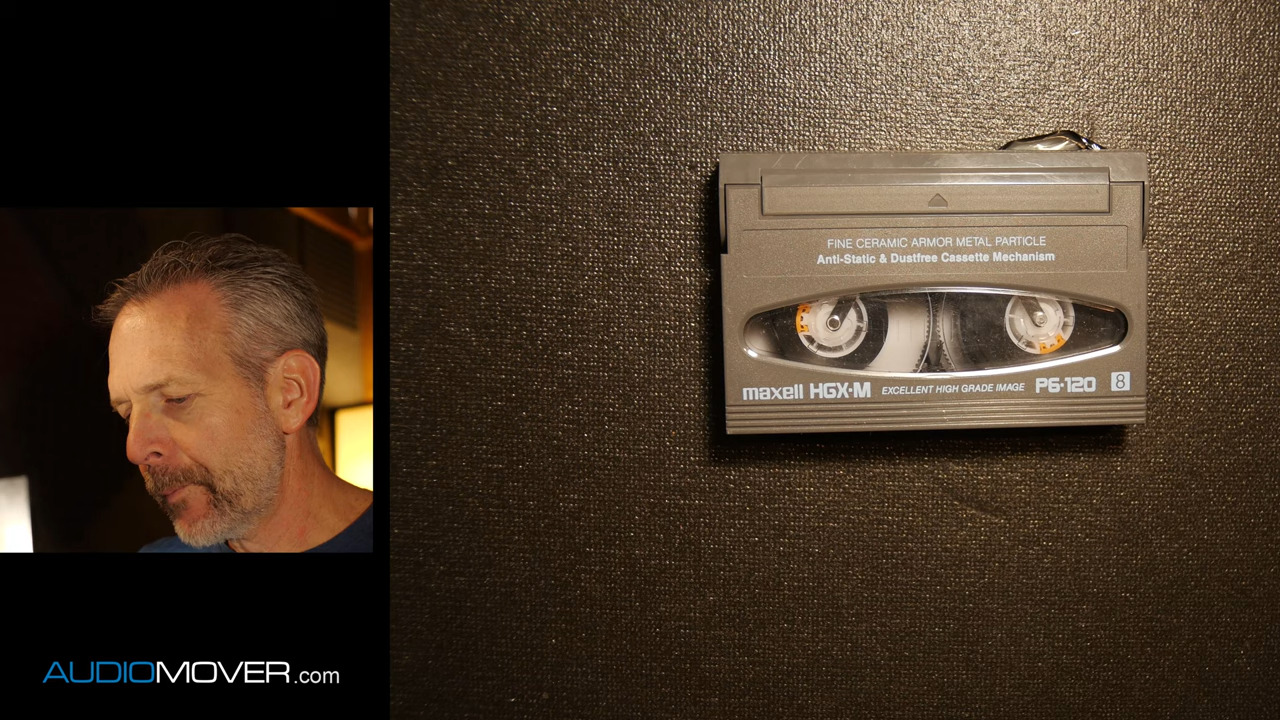 FINE CERAMIC ARMOR METAL PARTICLE
Anti-Static & Dustfree Cassette Mechanism
maxell HGX-M EXCELLENT HIGH GRADE IMAGE P6-120 8
AUDIOMOVER.com